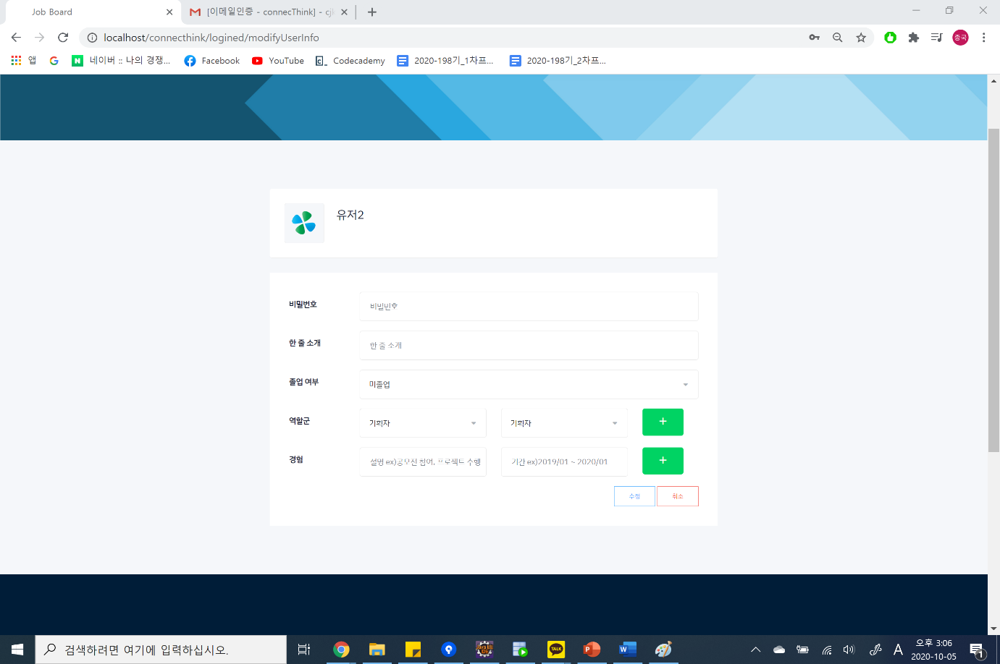 Job Board
[이메일인증 - connecThink] - cjk
localhost/connecthink/logined/modifyUserInfo
종국
앱
네이버 :: 나의 경쟁...
Facebook
YouTube
Codecademy
2020-198기_1차프...
2020-198기_2차프...
유저2
비밀번호
비밀번호
한 줄 소개
한 줄 소개
졸업 여부
미졸업
역할군
기획자
기획자
+
경험
설명 ex)공모전 참여, 프로젝트 수행
기간 ex)2019/01 ~ 2020/01
+
수정
취소
검색하려면 여기에 입력하십시오.
TALK
A
오후 3:06
2020-10-05
1